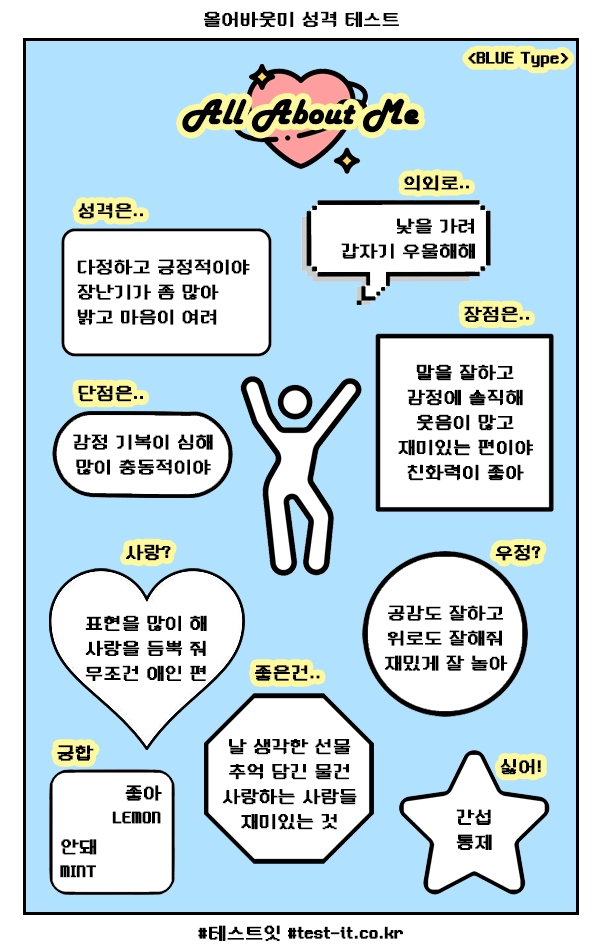 올어바웃미 성격 테스트
<BLUE Type>
All About Me
의외로..
낯을 가려
갑자기 우울해해
성격은..
다정하고 긍정적이야
장난기가 좀 많아
밝고 마음이 여려
장점은..
말을 잘하고
감정에 솔직해
웃음이 많고
재미있는 편이야
친화력이 좋아
단점은..
감정 기복이 심해
많이 충동적이야
사랑?
표현을 많이 해
사랑을 듬뿍 줘
무조건 애인 편
우정?
공감도 잘하고
위로도 잘해줘
재밌게 잘 놀아
좋은건..
날 생각한 선물
추억 담긴 물건
사랑하는 사람들
재미있는 것
궁합
좋아
LEMON
안돼
MINT
싫어!
간섭
통제
#테스트잇 #test-it.co.kr